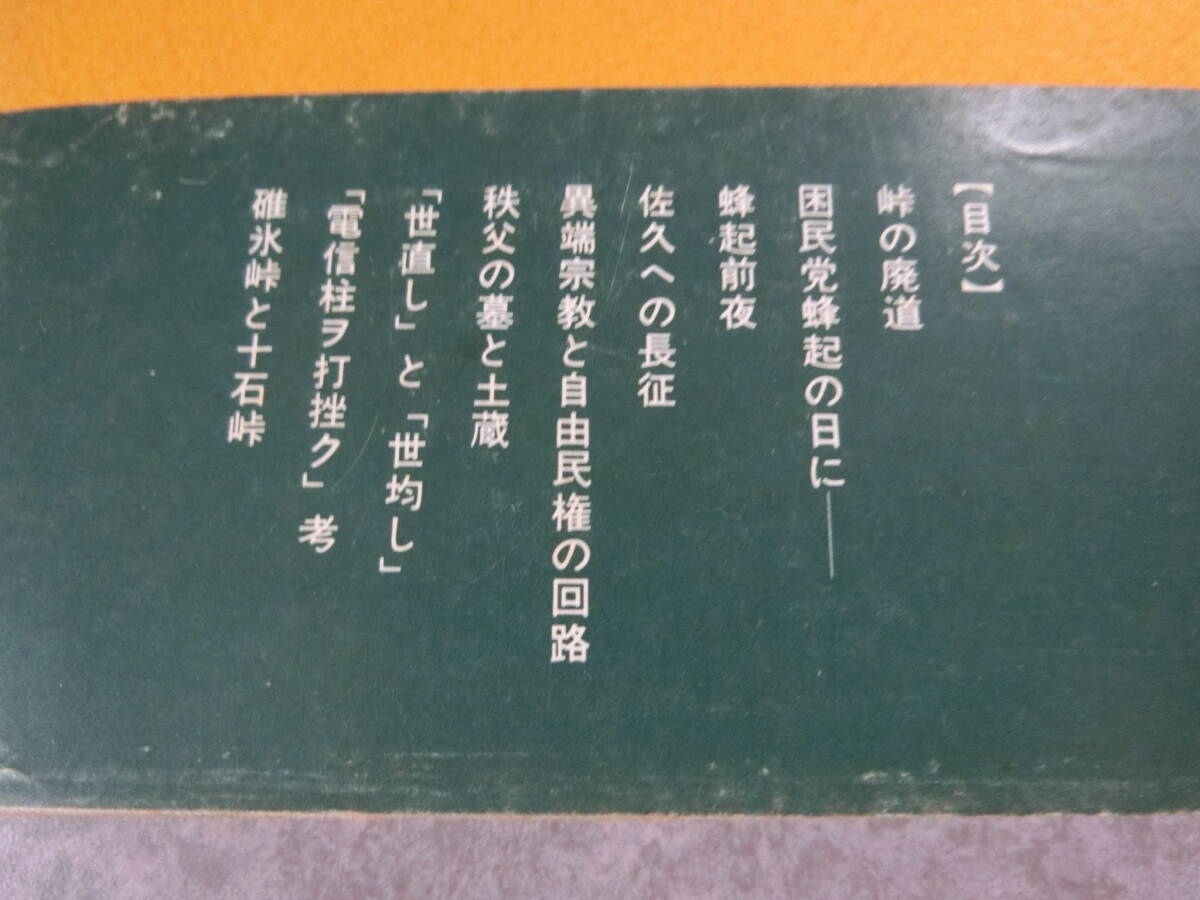 【目次】
峠の廃道
困民党蜂起の日に――
蜂起前夜
佐久への長征
異端宗教と自由民権の回路
秩父の墓と土蔵
「世直し」と「世均し」
「電信柱ヲ打挫ク」考
碓氷峠と十石峠